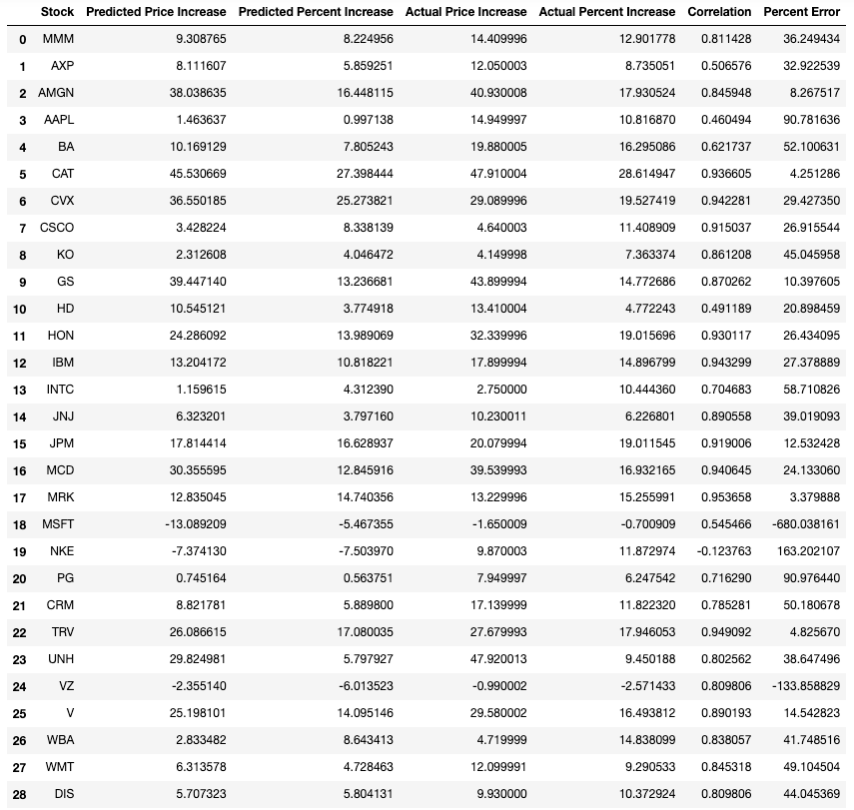 Stock Predicted Price Increase Predicted Percent Increase Actual Price Increase Actual Percent Increase Correlation Percent Error
0 MMM 9.308765 8.224956 14.409996 12.901778 0.811428 36.249434
1 AXP 8.111607 5.859251 12.050003 8.735051 0.506576 32.922539
2 AMGN 38.038635 16.448115 40.930008 17.930524 0.845948 8.267517
3 AAPL 1.463637 0.997138 14.949997 10.816870 0.460494 90.781636
4 BA 10.169129 7.805243 19.880005 16.295086 0.621737 52.100631
5 CAT 45.530669 27.398444 47.910004 28.614947 0.936605 4.251286
6 CVX 36.550185 25.273821 29.089996 19.527419 0.942281 29.427350
7 CSCO 3.428224 8.338139 4.640003 11.408909 0.915037 26.915544
8 KO 2.312608 4.046472 4.149998 7.363374 0.861208 45.045958
9 GS 39.447140 13.236681 43.899994 14.772686 0.870262 10.397605
10 HD 10.545121 3.774918 13.410004 4.772243 0.491189 20.898459
11 HON 24.286092 13.989069 32.339996 19.015696 0.930117 26.434095
12 IBM 13.204172 10.818221 17.899994 14.896799 0.943299 27.378889
13 INTC 1.159615 4.312390 2.750000 10.444360 0.704683 58.710826
14 JNJ 6.323201 3.797160 10.230011 6.226801 0.890558 39.019093
15 JPM 17.814414 16.628937 20.079994 19.011545 0.919006 12.532428
16 MCD 30.355595 12.845916 39.539993 16.932165 0.940645 24.133060
17 MRK 12.835045 14.740356 13.229996 15.255991 0.953658 3.379888
18 MSFT -13.089209 -5.467355 -1.650009 -0.700909 0.545466 -680.038161
19 NKE -7.374130 -7.503970 9.870003 11.872974 -0.123763 163.202107
20 PG 0.745164 0.563751 7.949997 6.247542 0.716290 90.976440
21 CRM 8.821781 5.889800 17.139999 11.822320 0.785281 50.180678
22 TRV 26.086615 17.080035 27.679993 17.946053 0.949092 4.825670
23 UNH 29.824981 5.797927 47.920013 9.450188 0.802562 38.647496
24 VZ -2.355140 -6.013523 -0.990002 -2.571433 0.809806 -133.858829
25 V 25.198101 14.095146 29.580002 16.493812 0.890193 14.542823
26 WBA 2.833482 8.643413 4.719999 14.838099 0.838057 41.748516
27 WMT 6.313578 4.728463 12.099991 9.290533 0.845318 49.104504
28 DIS 5.707323 5.804131 9.930000 10.372924 0.809806 44.045369